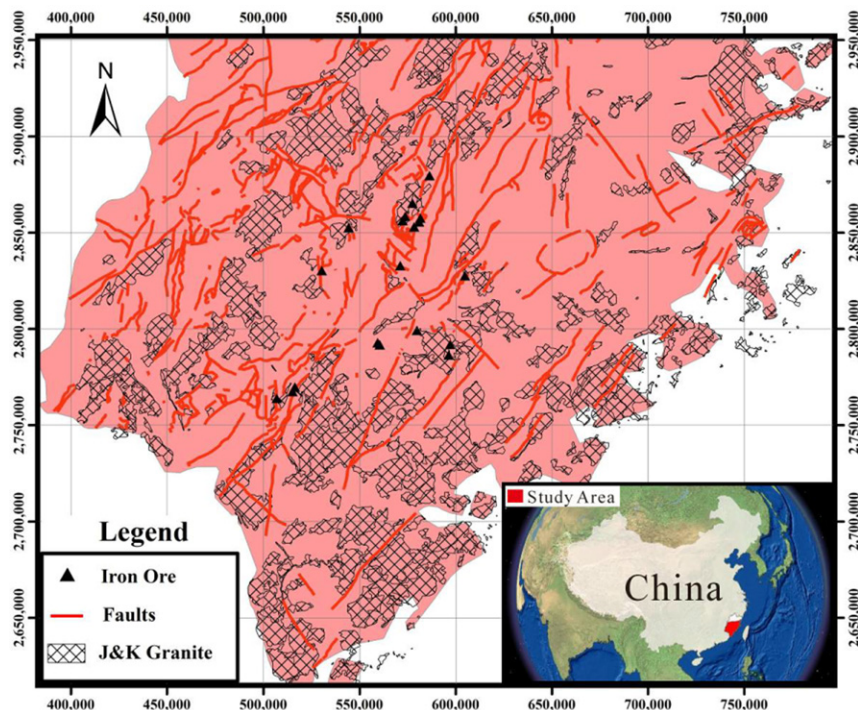 400,000 450,000 500,000 550,000 600,000 650,000 700,000 750,000
2,950,000 2,950,000
N
2,900,000 2,900,000
2,850,000 2,850,000
2,800,000 2,800,000
2,750,000 2,750,000
2,700,000 2,700,000
2,650,000 2,650,000
Study Area
China
Legend
Iron Ore
Faults
J&K Granite
400,000 450,000 500,000 550,000 600,000 650,000 700,000 750,000